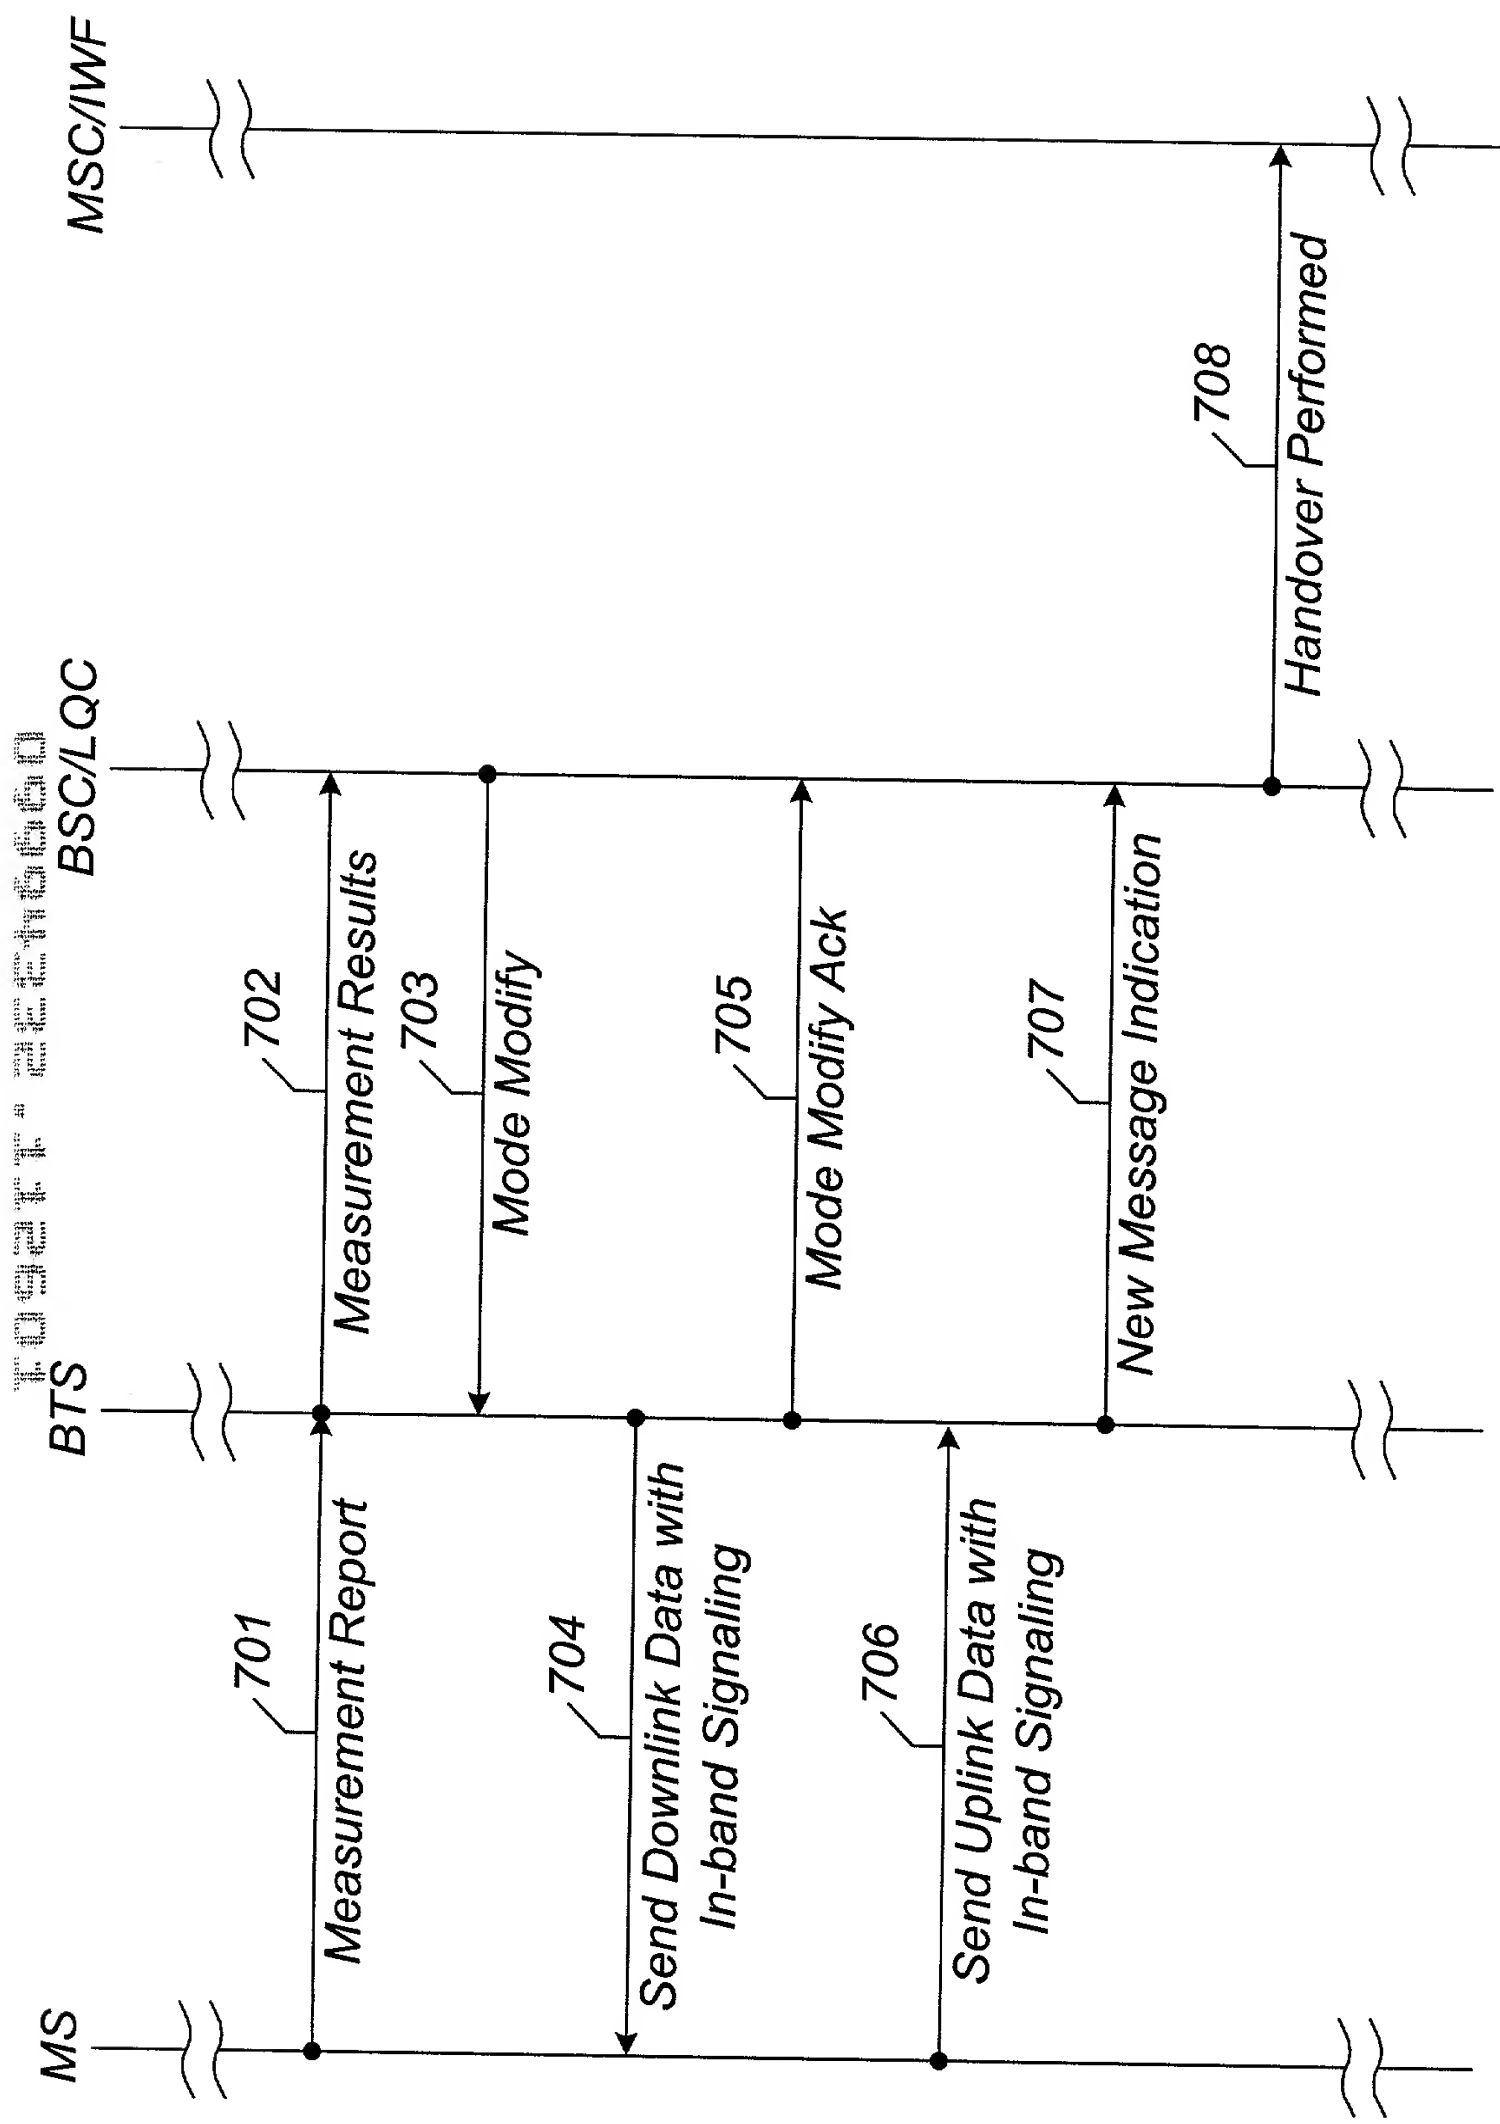 MS
BTS
BSC/LQC
MSC/IWF
701
Measurement Report
702
Measurement Results
703
Mode Modify
704
Send Downlink Data with
In-band Signaling
705
Mode Modify Ack
706
Send Uplink Data with
In-band Signaling
707
New Message Indication
708
Handover Performed